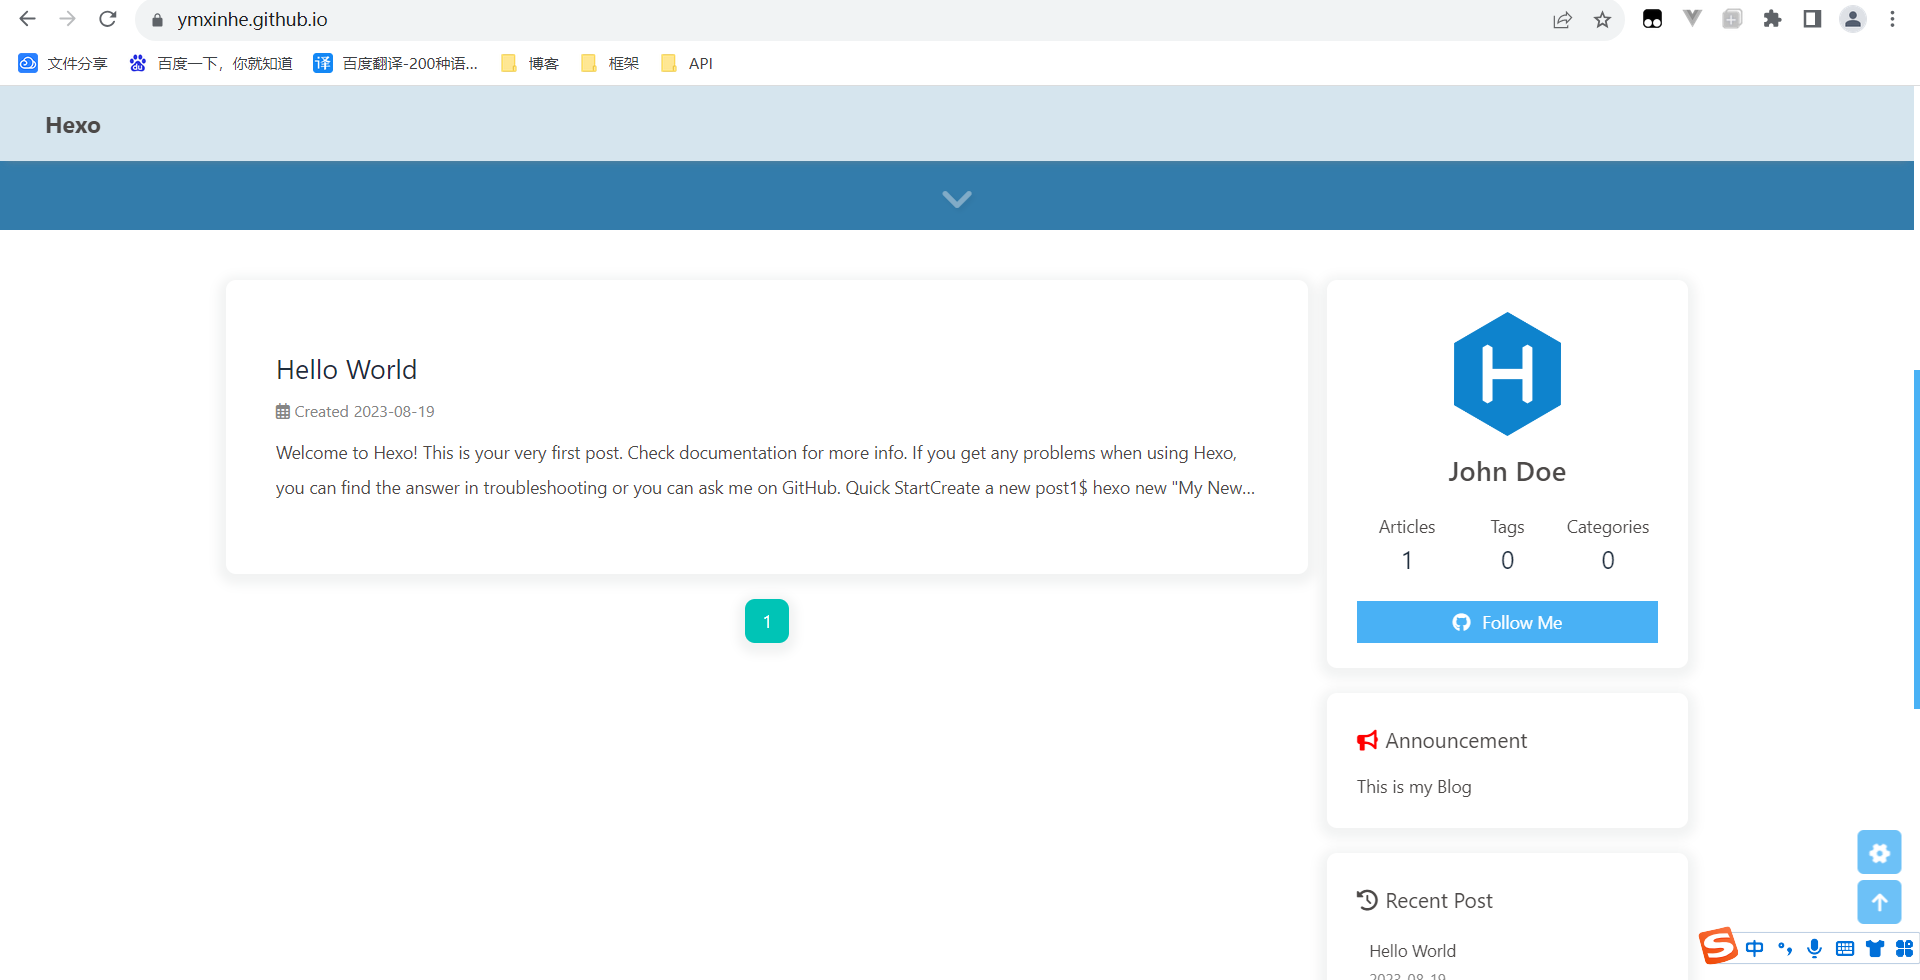 ymxinhe.github.io
文件分享
百度一下，你就知道
译 百度翻译-200种语...
博客
框架
API
Hexo
Hello World
Created 2023-08-19
Welcome to Hexo! This is your very first post. Check documentation for more info. If you get any problems when using Hexo,
you can find the answer in troubleshooting or you can ask me on GitHub. Quick StartCreate a new post1$ hexo new "My New...
1
John Doe
Articles Tags Categories
1 0 0
Follow Me
Announcement
This is my Blog
Recent Post
Hello World
2023-08-19
中